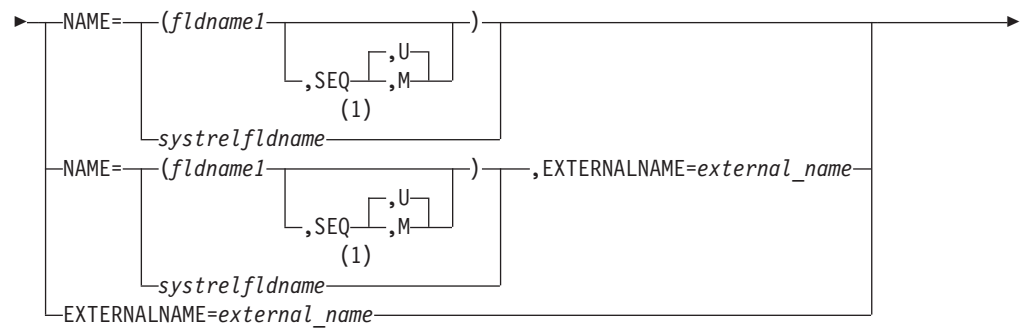 NAME= (fldname1 )
,U
,SEQ ,M
(1)
systrelfldname
NAME= (fldname1 ) ,EXTERNALNAME=external_name
,U
,SEQ ,M
(1)
systrelfldname
EXTERNALNAME=external_name